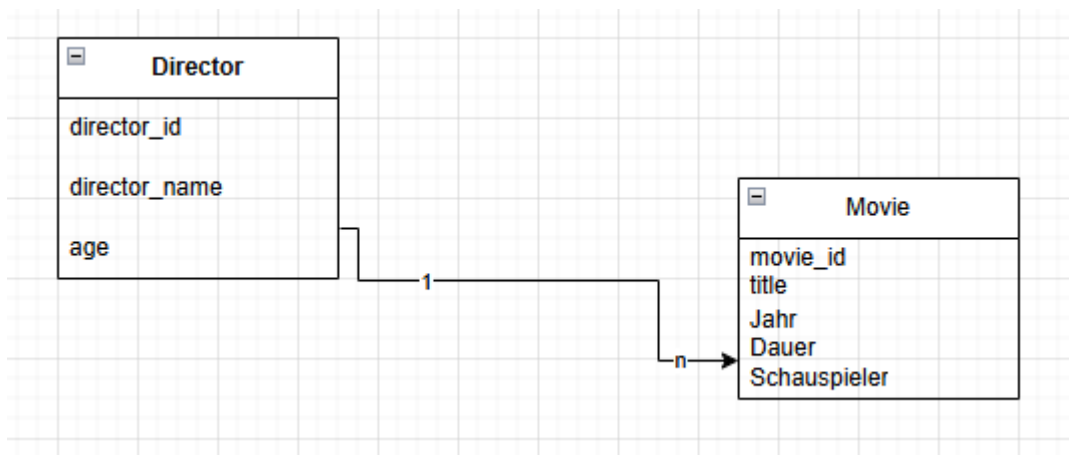 Director
director_id
director_name
age
1
n
Movie
movie_id
title
Jahr
Dauer
Schauspieler